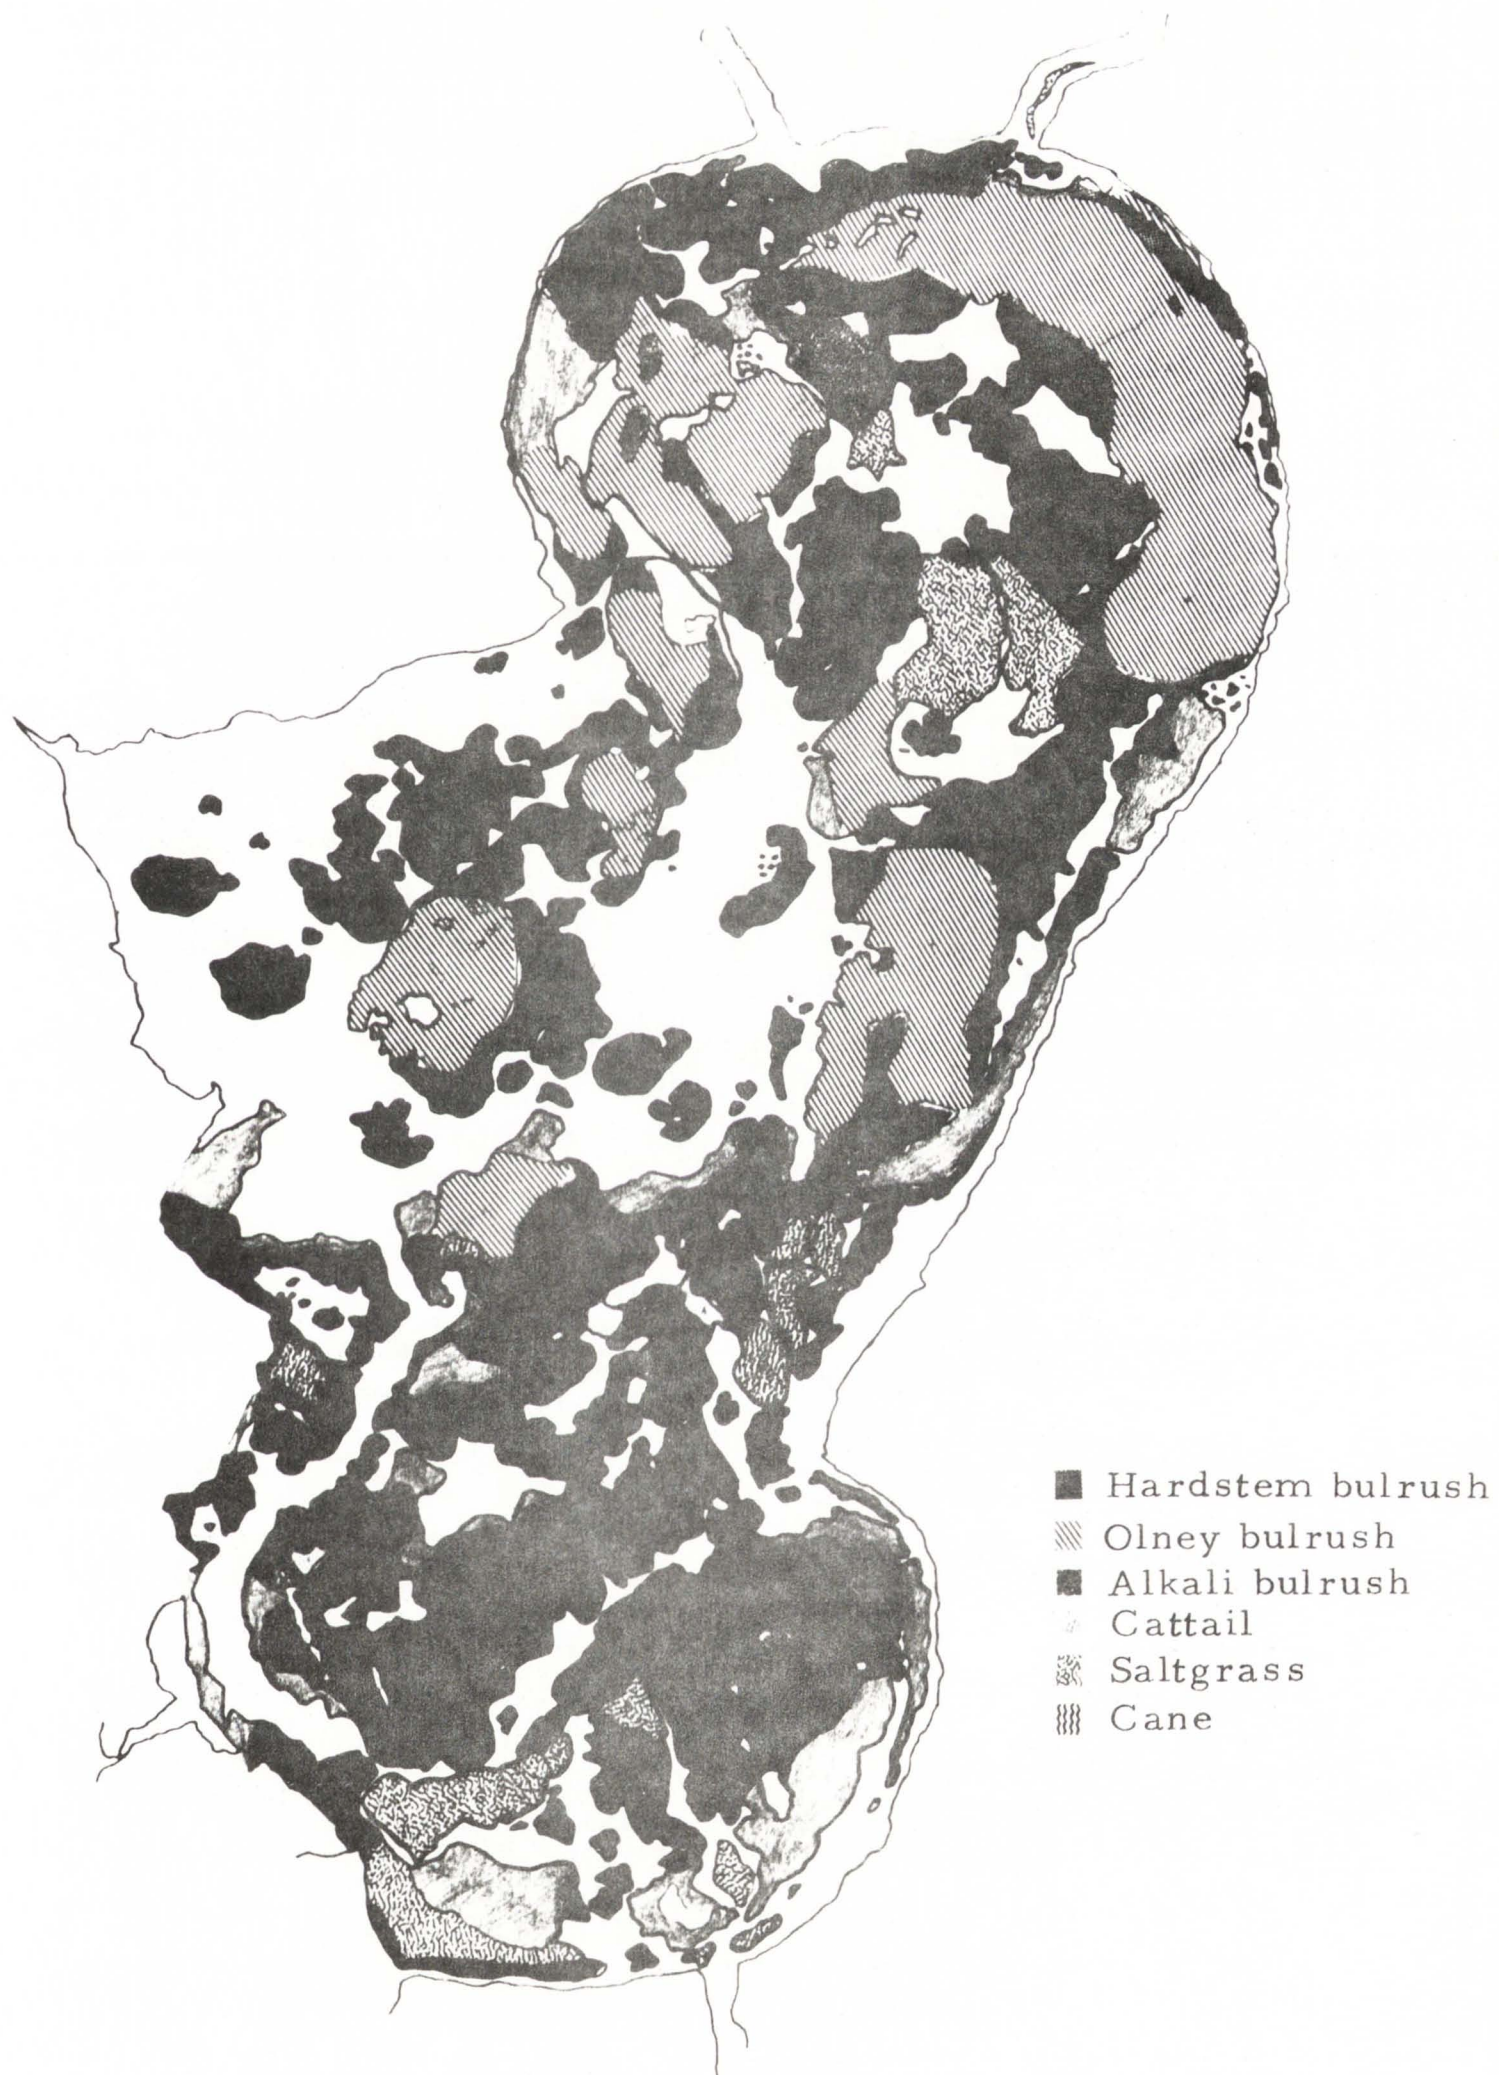 Hardstem bulrush
Olney bulrush
Alkali bulrush
Cattail
Saltgrass
Cane